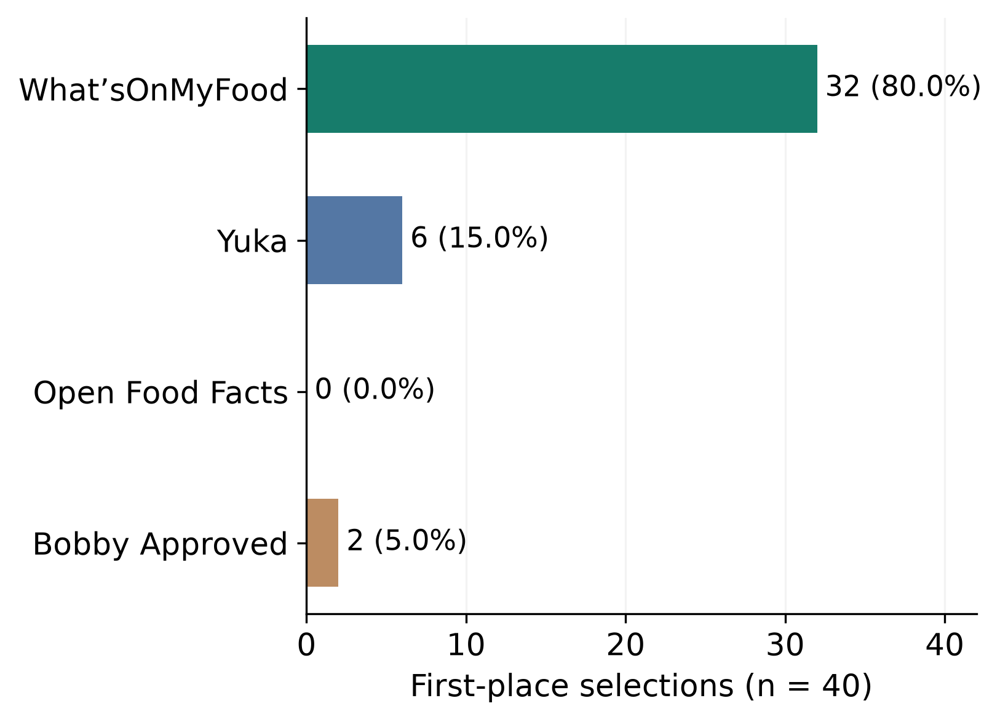 What’sOnMyFood
32 (80.0%)
Yuka
6 (15.0%)
Open Food Facts
0 (0.0%)
Bobby Approved
2 (5.0%)
0 10 20 30 40
First-place selections (n = 40)